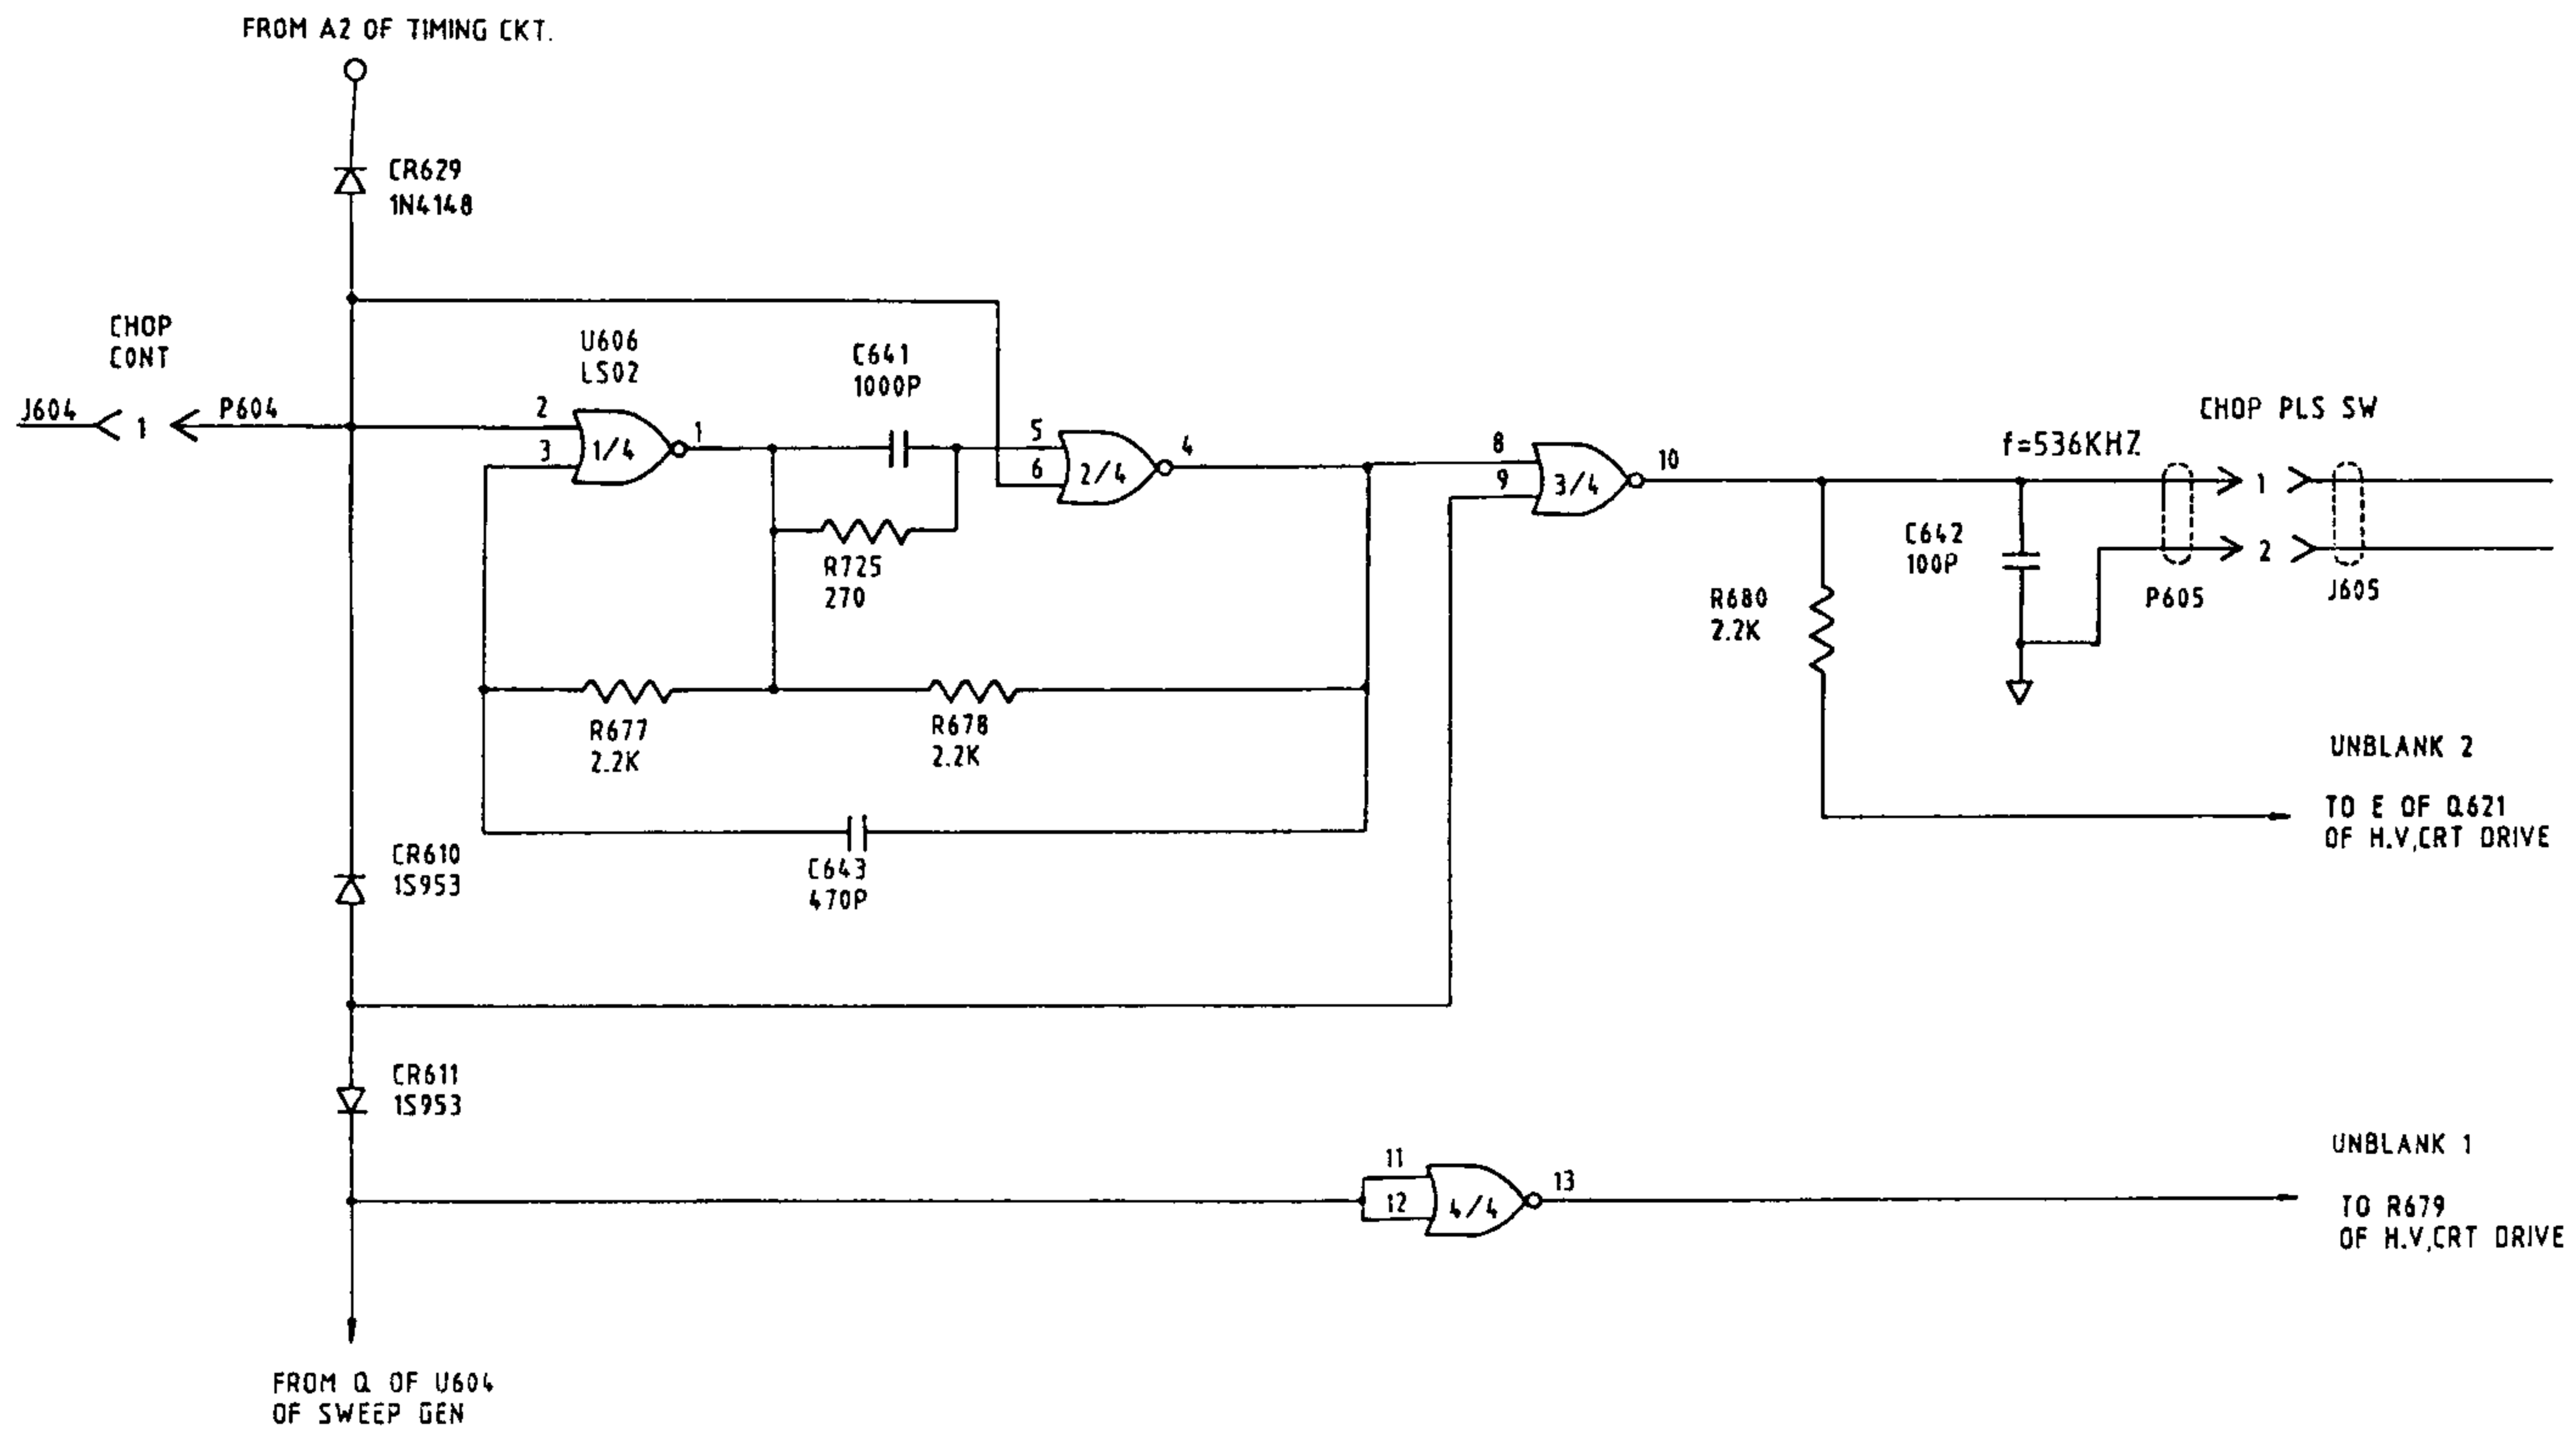 FROM A2 OF TIMING CKT.
CR629
1N4148
CHOP
CONT
J604
1
P604
U606
LS02
2
3
1/4
1
C641
1000P
R725
270
5
6
2/4
4
8
9
3/4
10
f=536KHZ
CHOP PLS SW
1
2
P605
J605
C642
100P
R680
2.2K
R677
2.2K
R678
2.2K
C643
470P
UNBLANK 2
TO E OF Q621
OF H.V,CRT DRIVE
CR610
1S953
CR611
1S953
11
12
4/4
13
UNBLANK 1
TO R679
OF H.V,CRT DRIVE
FROM Q OF U604
OF SWEEP GEN